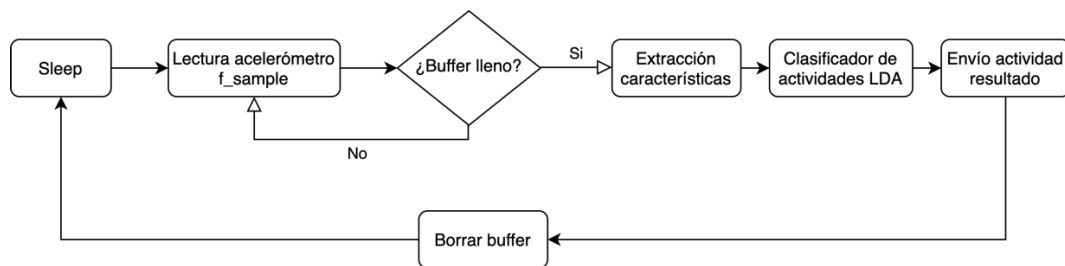 Sleep
Lectura acelerómetro
f_sample
¿Buffer lleno?
Si
No
Extracción
características
Clasificador de
actividades LDA
Envío actividad
resultado
Borrar buffer